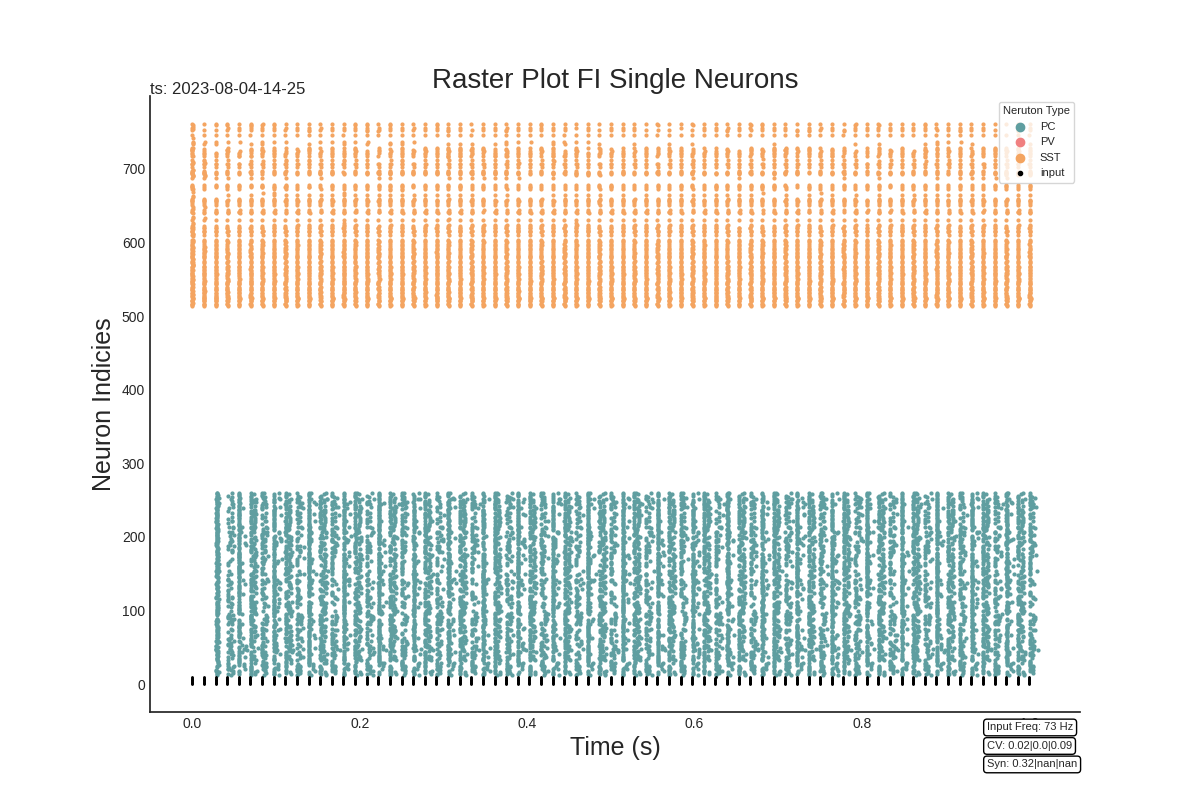 Raster Plot FI Single Neurons
ts: 2023-08-04-14-25
Neruton Type
PC
PV
SST
input
Neuron Indicies
700
600
500
400
300
200
100
0
0.0 0.2 0.4 0.6 0.8
Time (s)
Input Freq: 73 Hz
CV: 0.02|0.0|0.09
Syn: 0.32|nan|nan